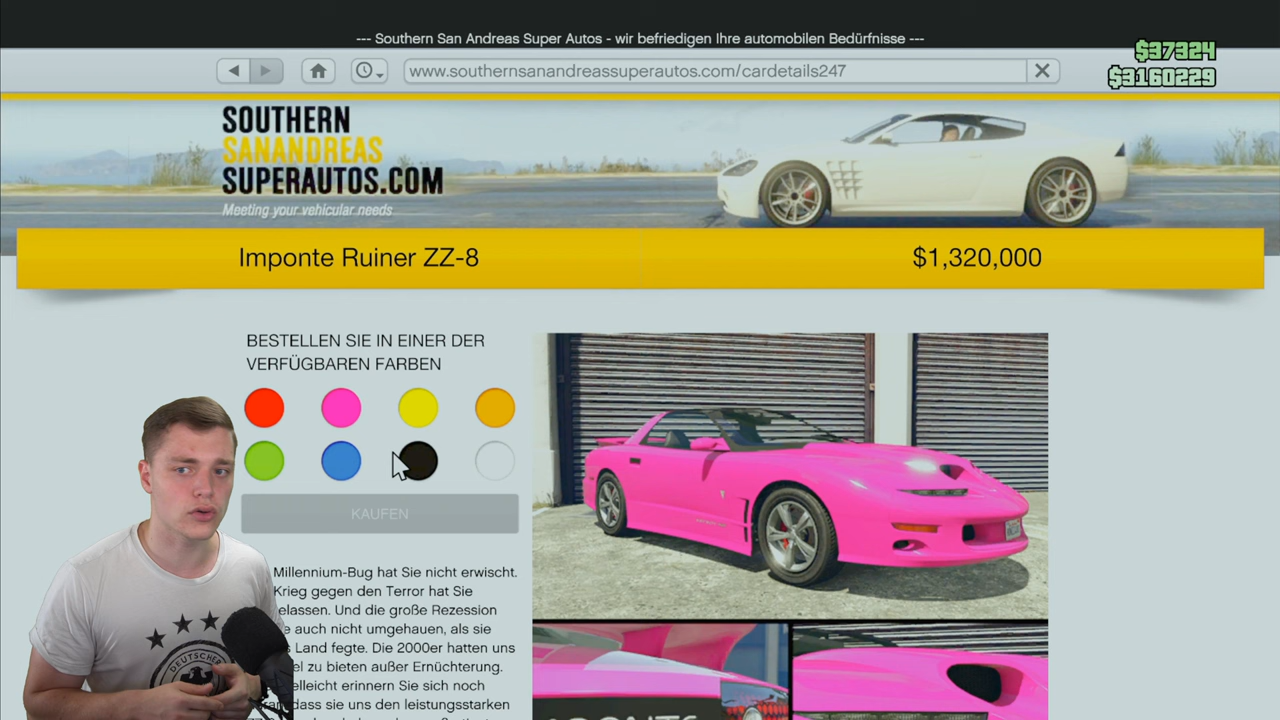 --- Southern San Andreas Super Autos - wir befriedigen Ihre automobilen Bedürfnisse ---
$37324
www.southernsanandreassuperautos.com/cardetails247
$3160229
SOUTHERN
SANANDREAS
SUPERAUTOS.COM
Meeting your vehicular needs
Imponte Ruiner ZZ-8
$1,320,000
BESTELLEN SIE IN EINER DER
VERFÜGBAREN FARBEN
KAUFEN
Millennium-Bug hat Sie nicht erwischt.
Krieg gegen den Terror hat Sie
elassen. Und die große Rezession
e auch nicht umgehauen, als sie
Land fegte. Die 2000er hatten uns
el zu bieten außer Ernüchterung.
elleicht erinnern Sie sich noch
ran, dass sie uns den leistungsstarken
DEUTSCHER